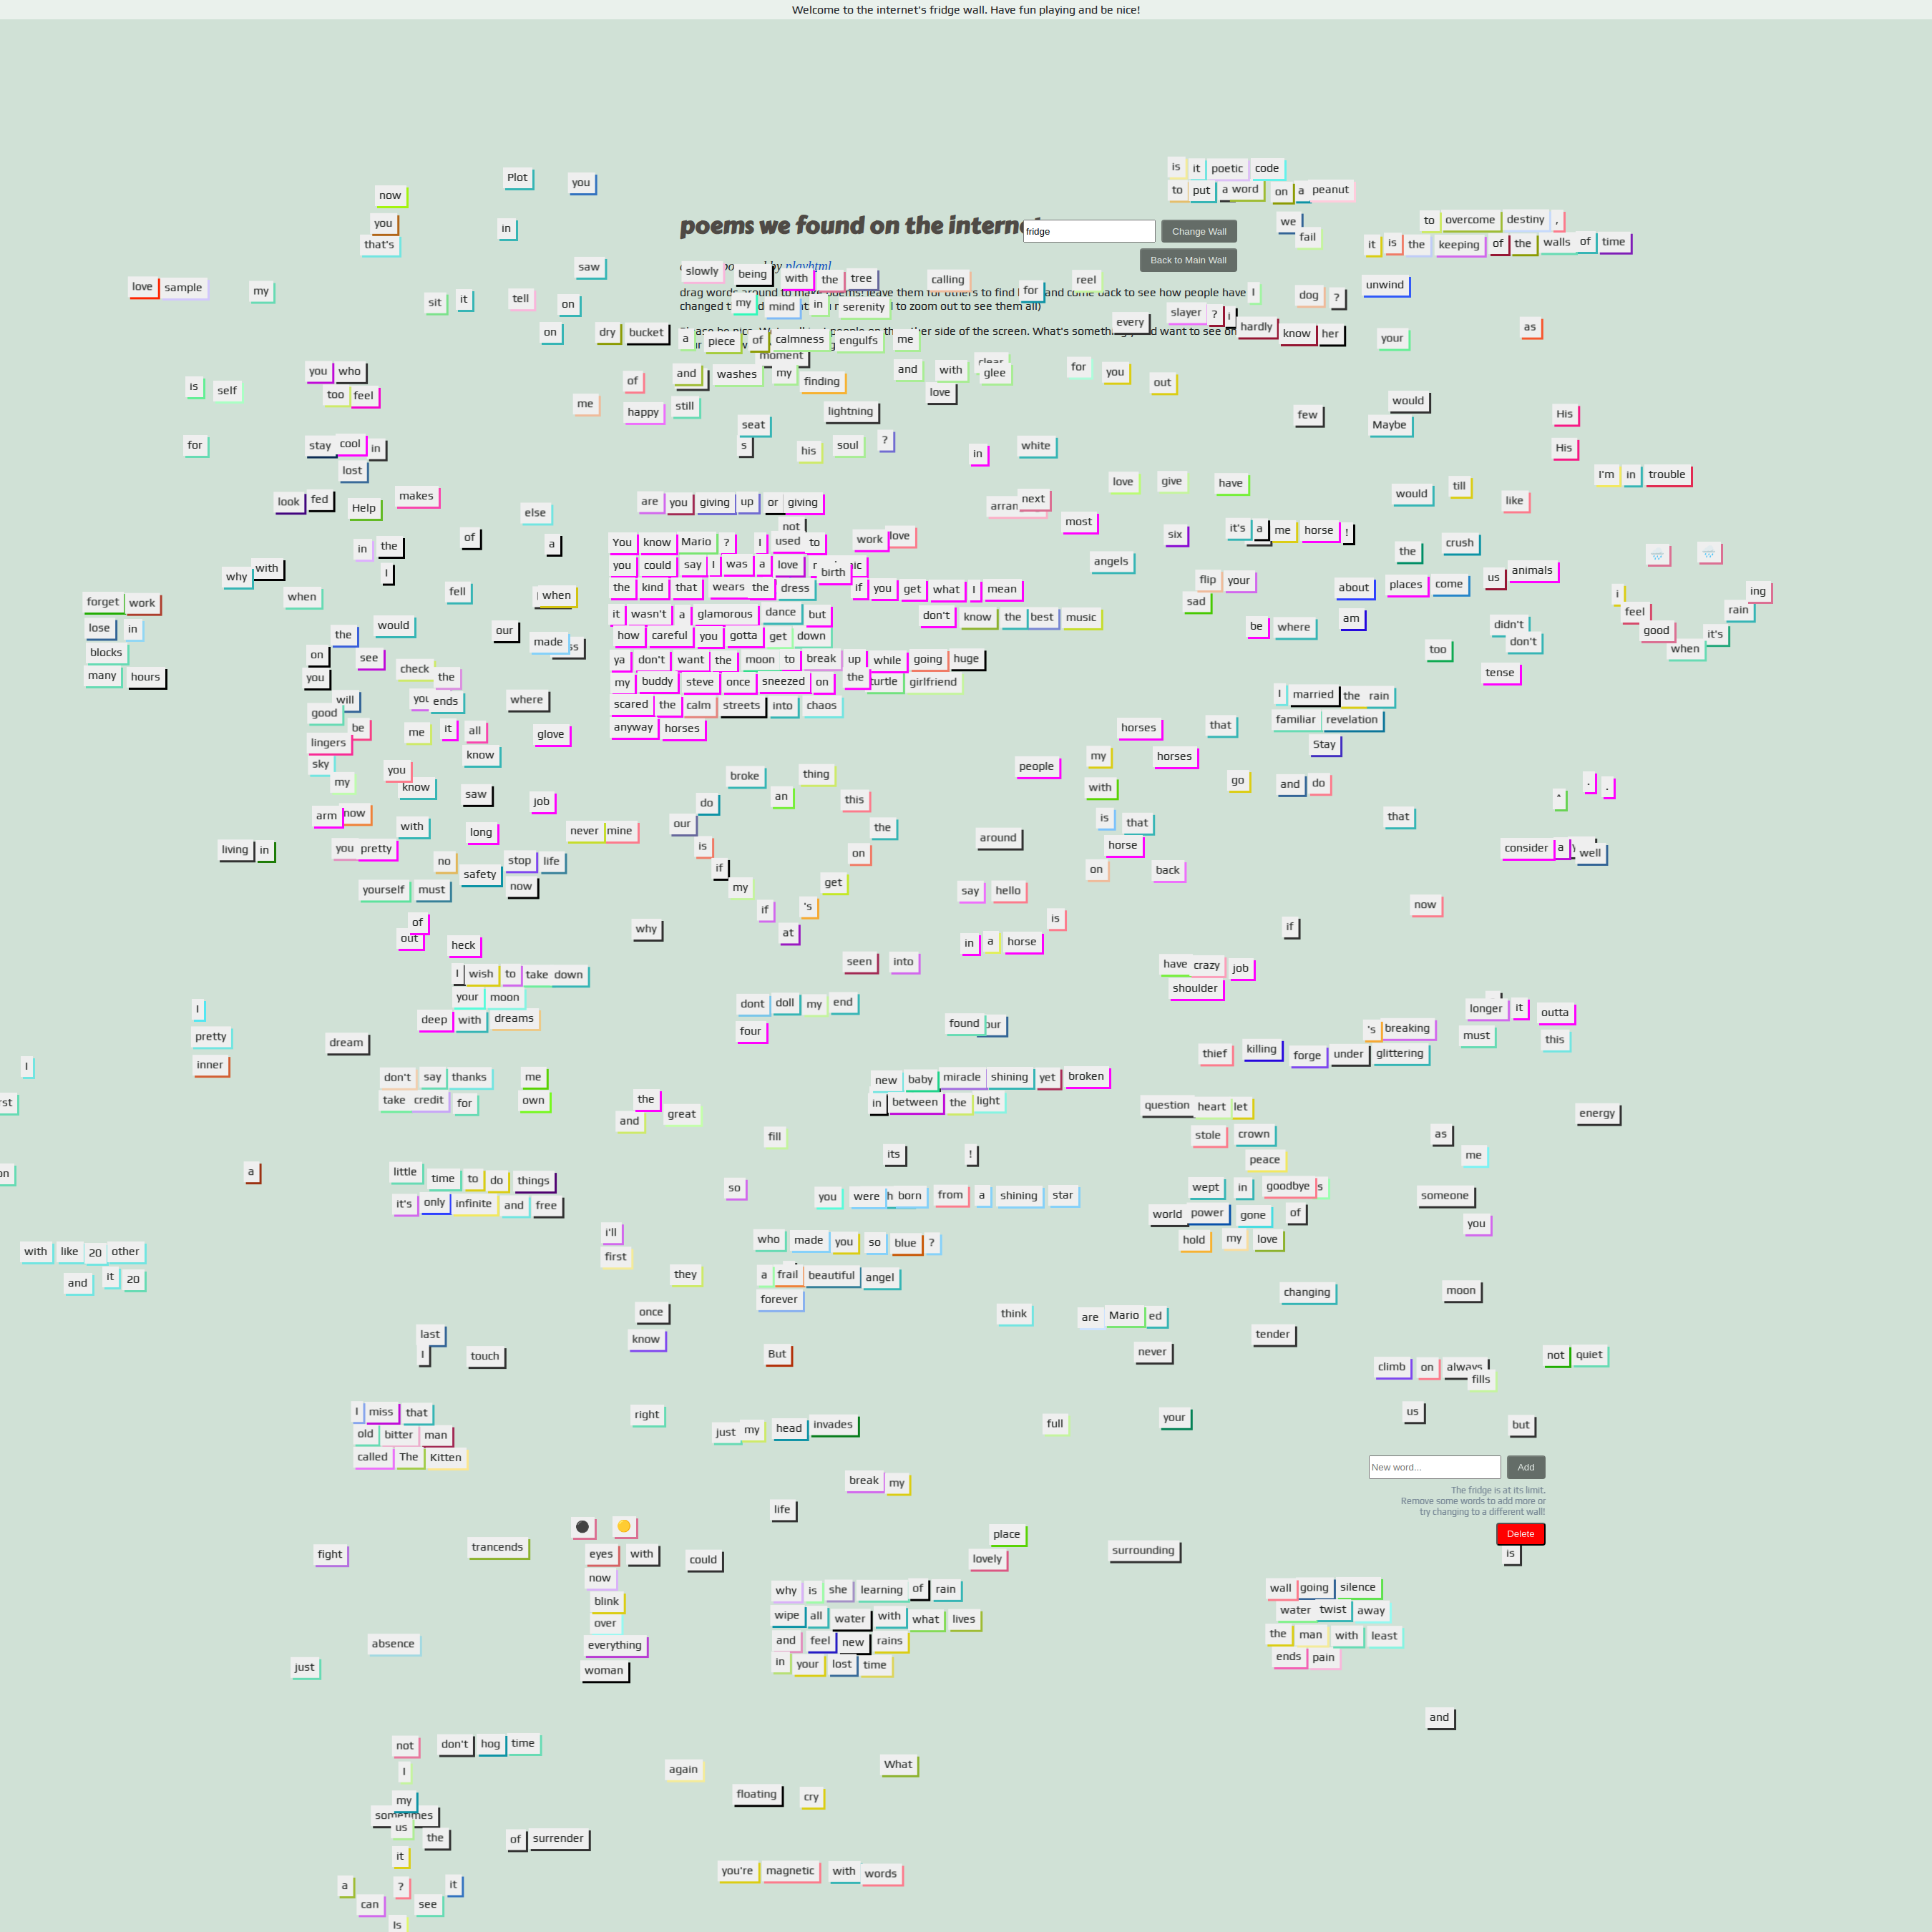 Welcome to the internet's fridge wall. Have fun playing and be nice!
is it poetic code
to put a word on a peanut
Plot you
now
you in
that's
we fail
to overcome destiny ,
it is the keeping of the walls of time
poems we found on the
fridge
Change Wall
Back to Main Wall
by playhtml
saw
slowly being with the tree calling for reel I
my mind in serenity
love sample my
sit it tell on
dog ? unwind
every slayer ? i hardly know her your as
on dry bucket
a piece of calmness engulfs me
moment
and washes my finding and with glee for you out
love
you who
too feel
is self
me of happy still lightning
few would Maybe His
His
seat s his soul ? in white
for stay cool in
lost
I'm in trouble
love give have
would till like
look fed Help makes
are you giving up or giving
next most
else
not
You know Mario ? I used to work love
six it's a me horse !
you could say I was a love birth
the kind that wears the dress if you get what I mean
it wasn't a glamorous dance but don't know the best music
how careful you gotta get down
ya don't want the moon to break up while going huge
my buddy steve once sneezed on the turtle girlfriend
scared the calm streets into chaos
anyway horses
in the of a
I
why with
when fell when
angels flip your sad
the crush
about places come us animals
be where am
i feel good when it's rain ing
didn't don't
too tense
forget work
lose in
blocks
many hours
the would our made
on see check the
you will you ends where
good be me it all glove
lingers know
sky you
my know saw job
arm now with long never mine
living in you pretty no stop life
safety
yourself must now
I married the rain
familiar revelation
Stay
horses that
people my horses
with go and do
is that
horse
on back
around
that
^ . .
consider a well
broke thing
do an this
our the
is on
if get
my 's
if at
say hello
is
in a horse
now
if
of
out heck
why
seen into
I wish to take down
your moon
deep with dreams
dont doll my end
four
found
have crazy job
shoulder
longer it outta
must this
's breaking
thief killing forge under glittering
I
pretty
inner
dream
I
don't say thanks me
take credit for own
the
and great
new baby miracle shining yet broken
in between the light
question heart let
stole crown
peace
energy
as me
fill
its !
a
little time to do things
it's only infinite and free
so
you were born from a shining star
wept in goodbye s
world power gone of
hold my love
someone
you
i'll
first
who made you so blue ?
a frail beautiful angel
forever
with like 20 other
and it 20
they
once
know
think are Mario ed
changing moon
tender
last
I touch
But never
climb on always
fills
not quiet
I miss that
old bitter man
called The Kitten
right
just my head invades
full your us but
break my
life
New word...
Add
The fridge is at its limit.
Remove some words to add more or
try changing to a different wall!
Delete
is
fight trancends
eyes with could
now
blink
over
everything
woman
place
lovely surrounding
why is she learning of rain
wipe all water with what lives
and feel new rains
in your lost time
wall going silence
water twist away
the man with least
ends pain
absence
just
and
not don't hog time
I
my
sometimes
us the
of surrender
it
a ? it
can see
Is
again What
floating cry
you're magnetic with words